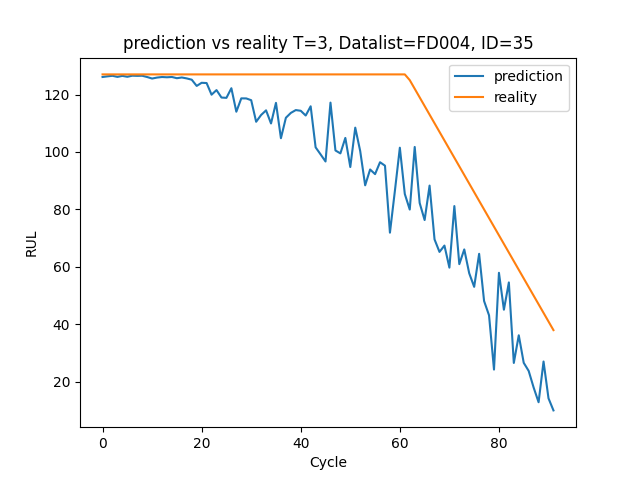 prediction vs reality T=3, Datalist=FD004, ID=35
prediction
reality
RUL
120
100
80
60
40
20
0 20 40 60 80
Cycle